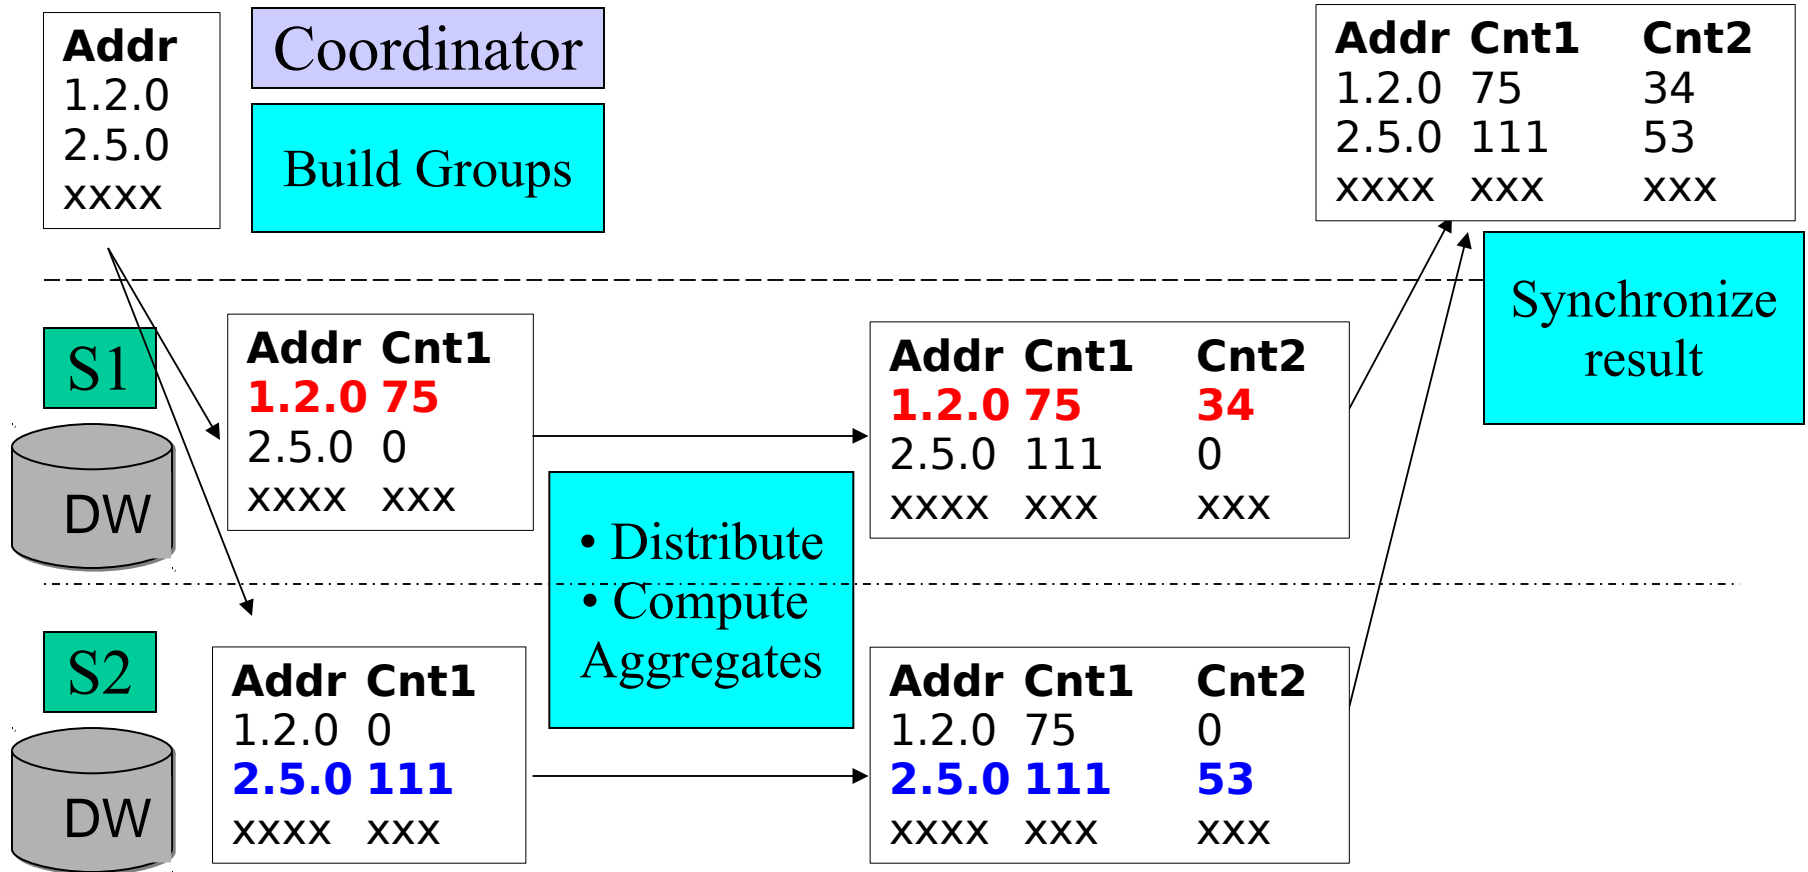 Addr
1.2.0
2.5.0
xxxx
Coordinator
Build Groups
Addr Cnt1 Cnt2
1.2.0 75 34
2.5.0 111 53
xxxx xxx xxx
Synchronize
result
S1
DW
Addr Cnt1
1.2.0 75
2.5.0 0
xxxx xxx
Addr Cnt1 Cnt2
1.2.0 75 34
2.5.0 111 0
xxxx xxx xxx
• Distribute
• Compute
Aggregates
S2
DW
Addr Cnt1
1.2.0 0
2.5.0 111
xxxx xxx
Addr Cnt1 Cnt2
1.2.0 75 0
2.5.0 111 53
xxxx xxx xxx